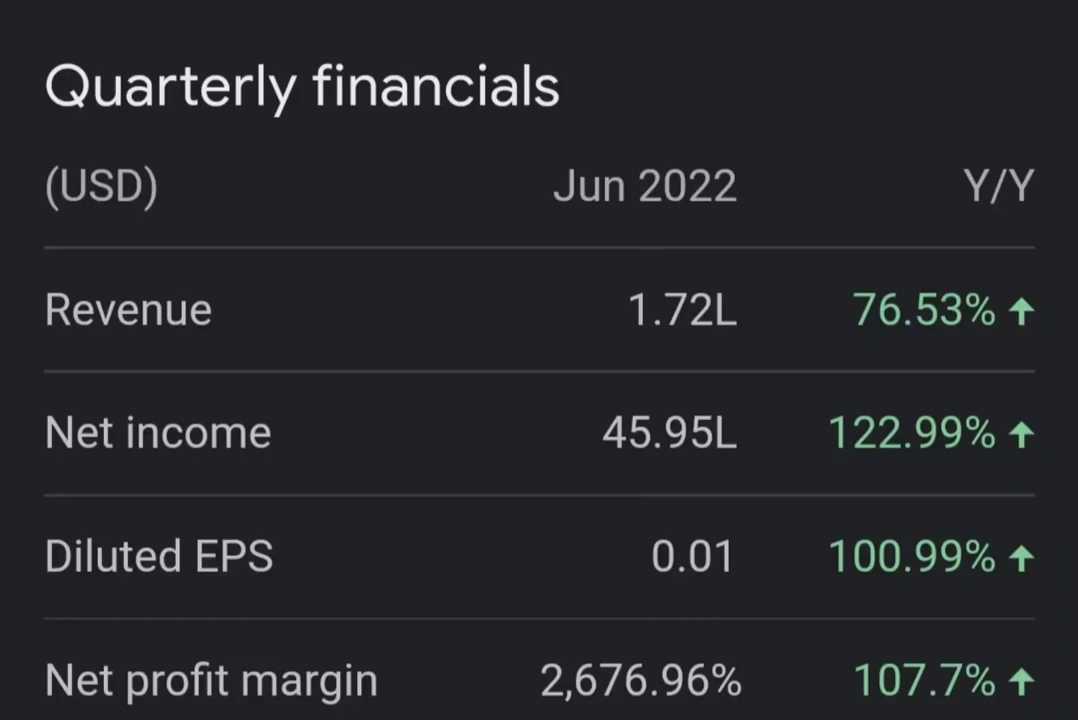 Quarterly financials
(USD) Jun 2022 Y/Y
Revenue 1.72L 76.53% ↑
Net income 45.95L 122.99% ↑
Diluted EPS 0.01 100.99% ↑
Net profit margin 2,676.96% 107.7% ↑